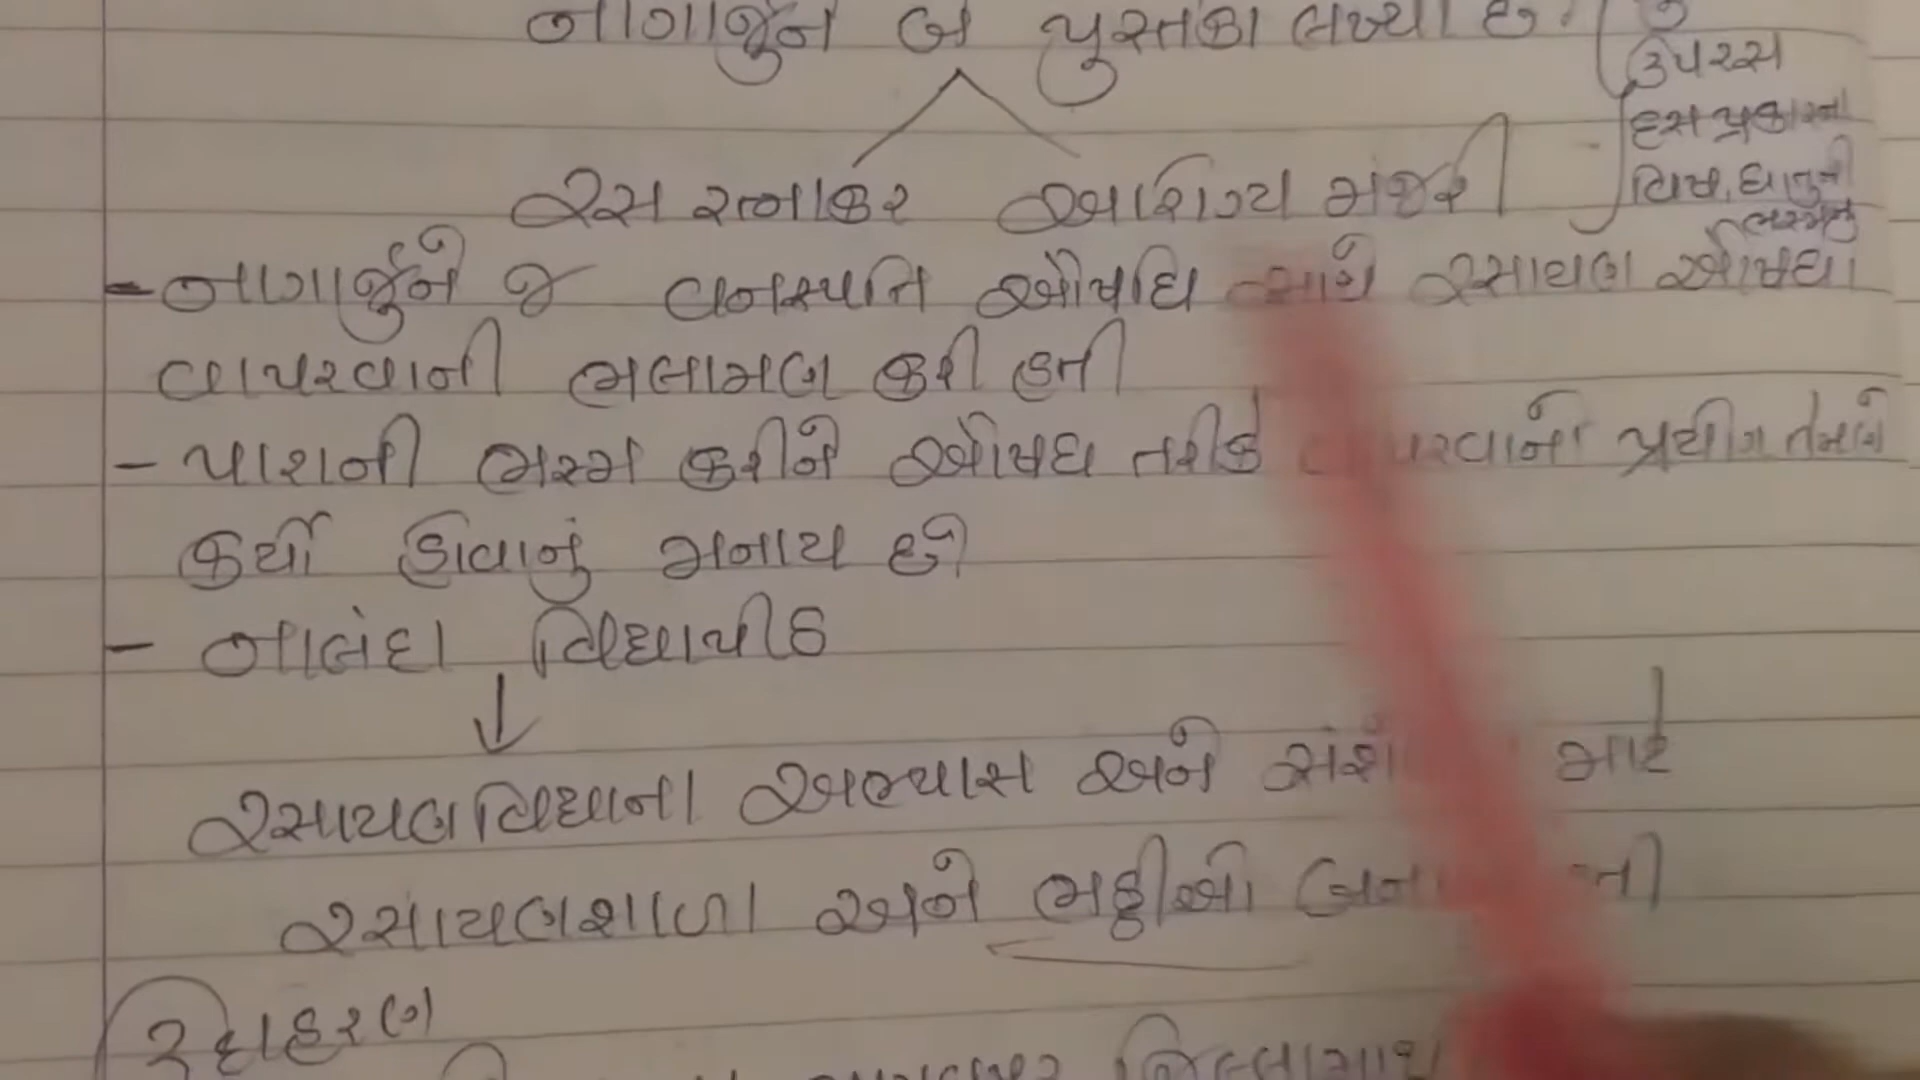 નાગાર્જુને બે પુસ્તકો લખ્યા છે.
રસ રત્નાકર આરોગ્ય મંજરી
ઉપરસ
દસ પ્રકારના
વિષ, ધાતુની
ભસ્મનું
- નાગાર્જુને જ વનસ્પતિ ઔષધિ સાથે રસાયણ ઔષધો
વાપરવાની ભલામણ કરી હતી
- પારાની ભસ્મ કરીને ઔષધ તરીકે વાપરવાનો પ્રયોગ તેમણે
કર્યો હોવાનું મનાય છે
- નાલંદા વિદ્યાપીઠ
રસાયણવિદ્યાના અભ્યાસ અને માટે
રસાયણશાળા અને ભઠ્ઠીઓ
ઉદાહરણ